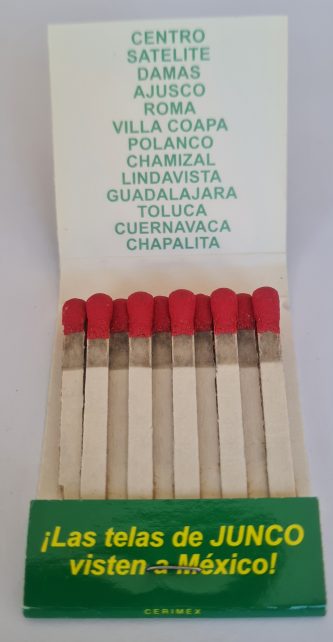 CENTRO
SATELITE
DAMAS
AJUSCO
ROMA
VILLA COAPA
POLANCO
CHAMIZAL
LINDAVISTA
GUADALAJARA
TOLUCA
CUERNAVACA
CHAPALITA
¡Las telas de JUNCO
visten a México!
CERIMEX